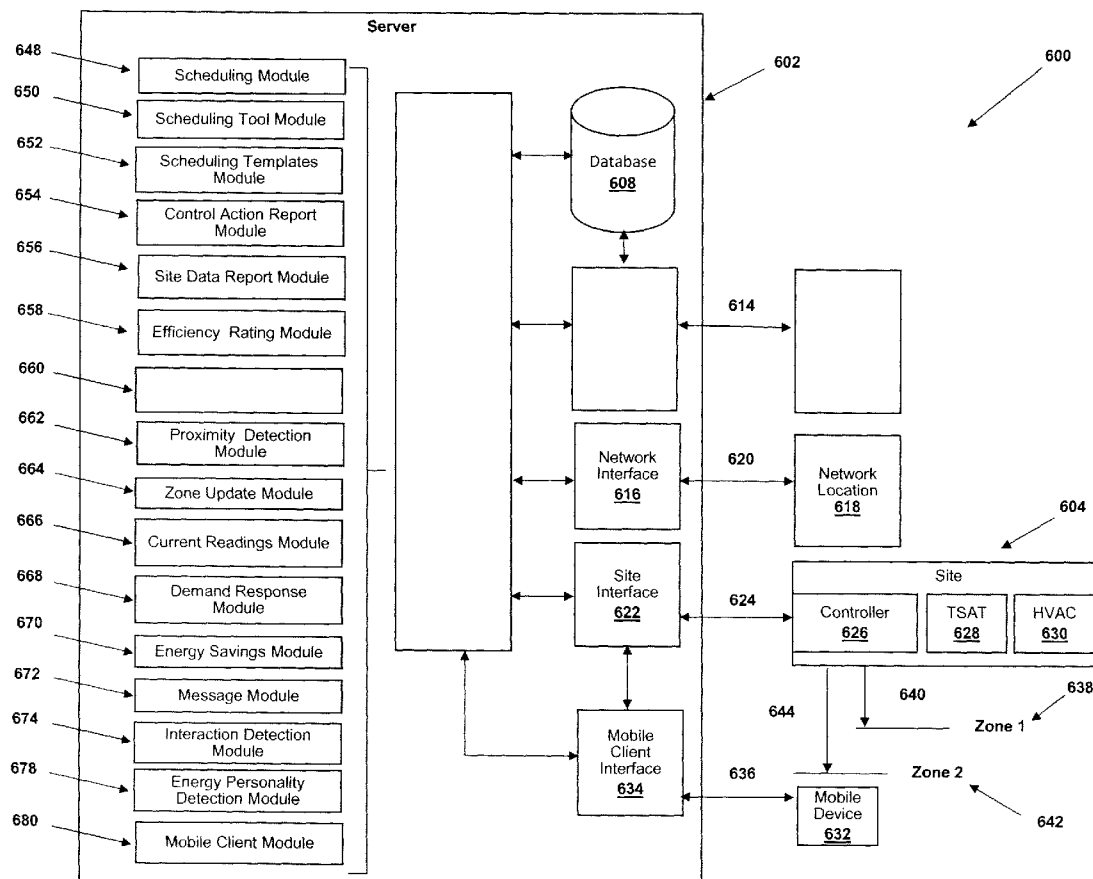 Server
648
Scheduling Module
650
Scheduling Tool Module
652
Scheduling Templates
Module
654
Control Action Report
Module
656
Site Data Report Module
658
Efficiency Rating Module
660
662
Proximity Detection
Module
664
Zone Update Module
666
Current Readings Module
668
Demand Response
Module
670
Energy Savings Module
672
Message Module
674
Interaction Detection
Module
678
Energy Personality
Detection Module
680
Mobile Client Module
Database
608
Network
Interface
616
Site
Interface
622
Mobile
Client
Interface
634
602
600
614
620
Network
Location
618
604
624
Site
Controller
626
TSAT
628
HVAC
630
640
638
644
Zone 1
Zone 2
636
Mobile
Device
632
642